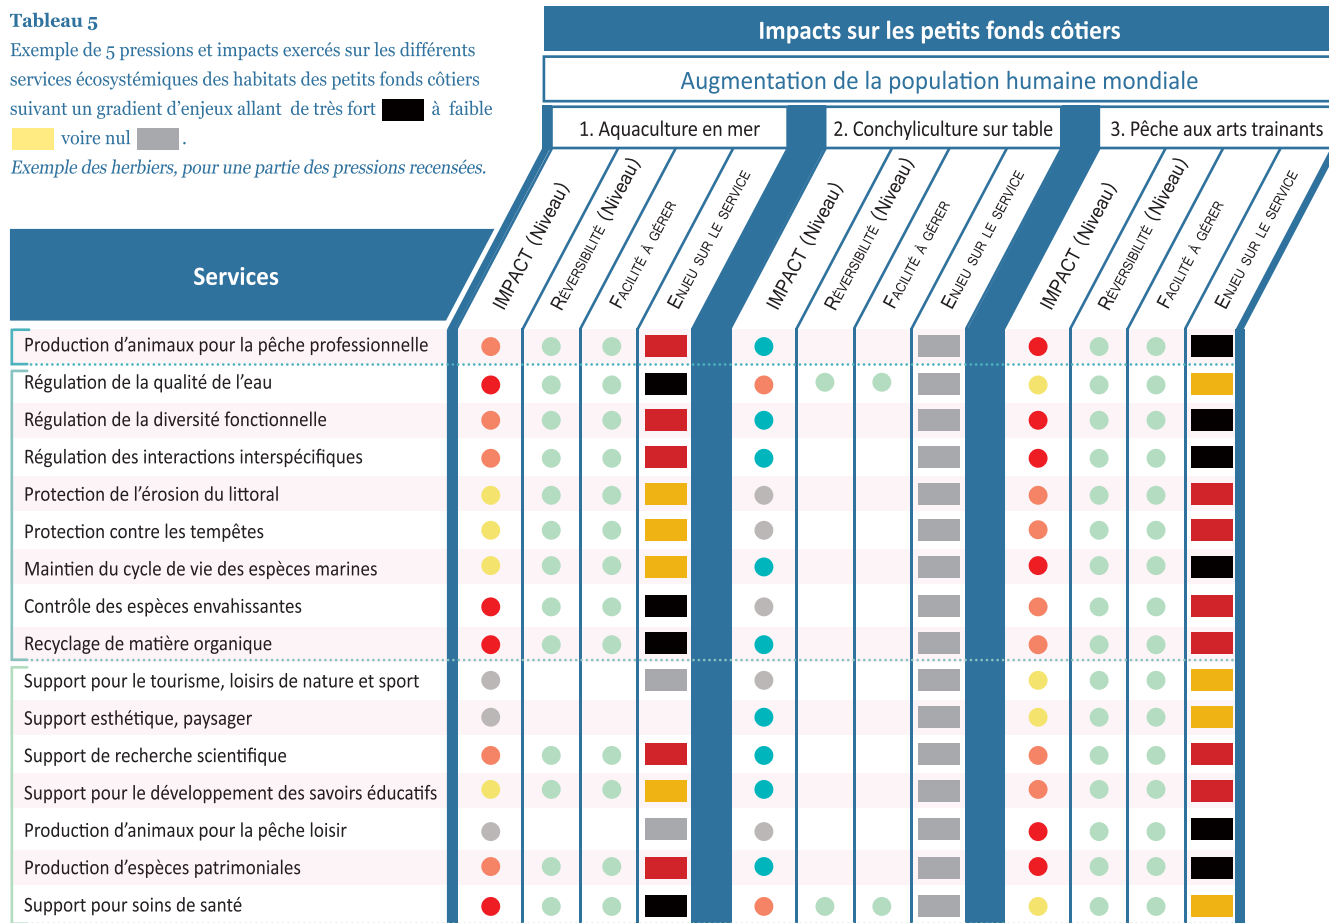 Tableau 5
Exemple de 5 pressions et impacts exercés sur les différents
services écosystémiques des habitats des petits fonds côtiers
suivant un gradient d’enjeux allant de très fort à faible
voire nul .
Exemple des herbiers, pour une partie des pressions recensées.
Impacts sur les petits fonds côtiers
Augmentation de la population humaine mondiale
1. Aquaculture en mer
2. Conchyliculture sur table
3. Pêche aux arts trainants
IMPACT (Niveau)
RÉVERSIBILITÉ (Niveau)
FACILITÉ À GÉRER
ENJEU SUR LE SERVICE
IMPACT (Niveau)
RÉVERSIBILITÉ (Niveau)
FACILITÉ À GÉRER
ENJEU SUR LE SERVICE
IMPACT (Niveau)
RÉVERSIBILITÉ (Niveau)
FACILITÉ À GÉRER
ENJEU SUR LE SERVICE
Services
Production d’animaux pour la pêche professionnelle
Régulation de la qualité de l’eau
Régulation de la diversité fonctionnelle
Régulation des interactions interspécifiques
Protection de l’érosion du littoral
Protection contre les tempêtes
Maintien du cycle de vie des espèces marines
Contrôle des espèces envahissantes
Recyclage de matière organique
Support pour le tourisme, loisirs de nature et sport
Support esthétique, paysager
Support de recherche scientifique
Support pour le développement des savoirs éducatifs
Production d’animaux pour la pêche loisir
Production d’espèces patrimoniales
Support pour soins de santé